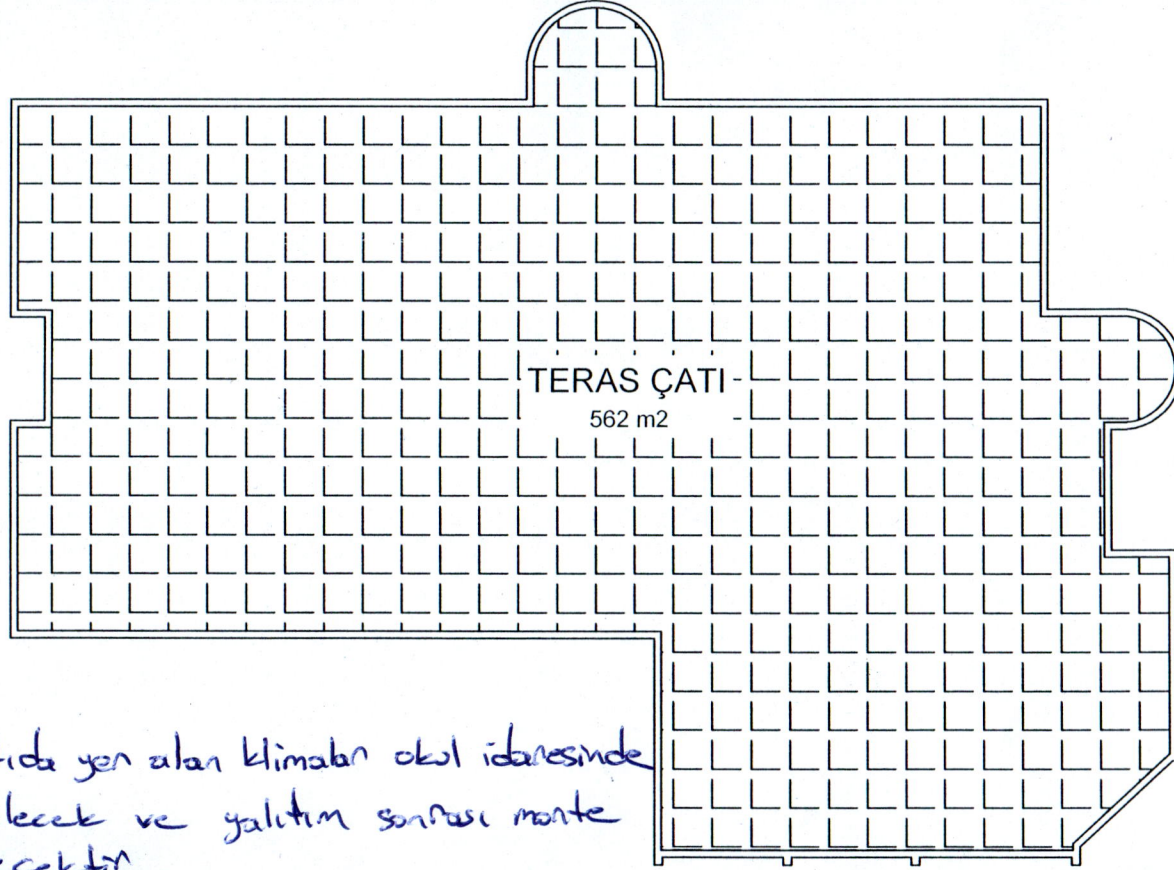 TERAS ÇATI
562 m2
yer alan klimalar okul idaresinde
ve yalıtım sonrası monte